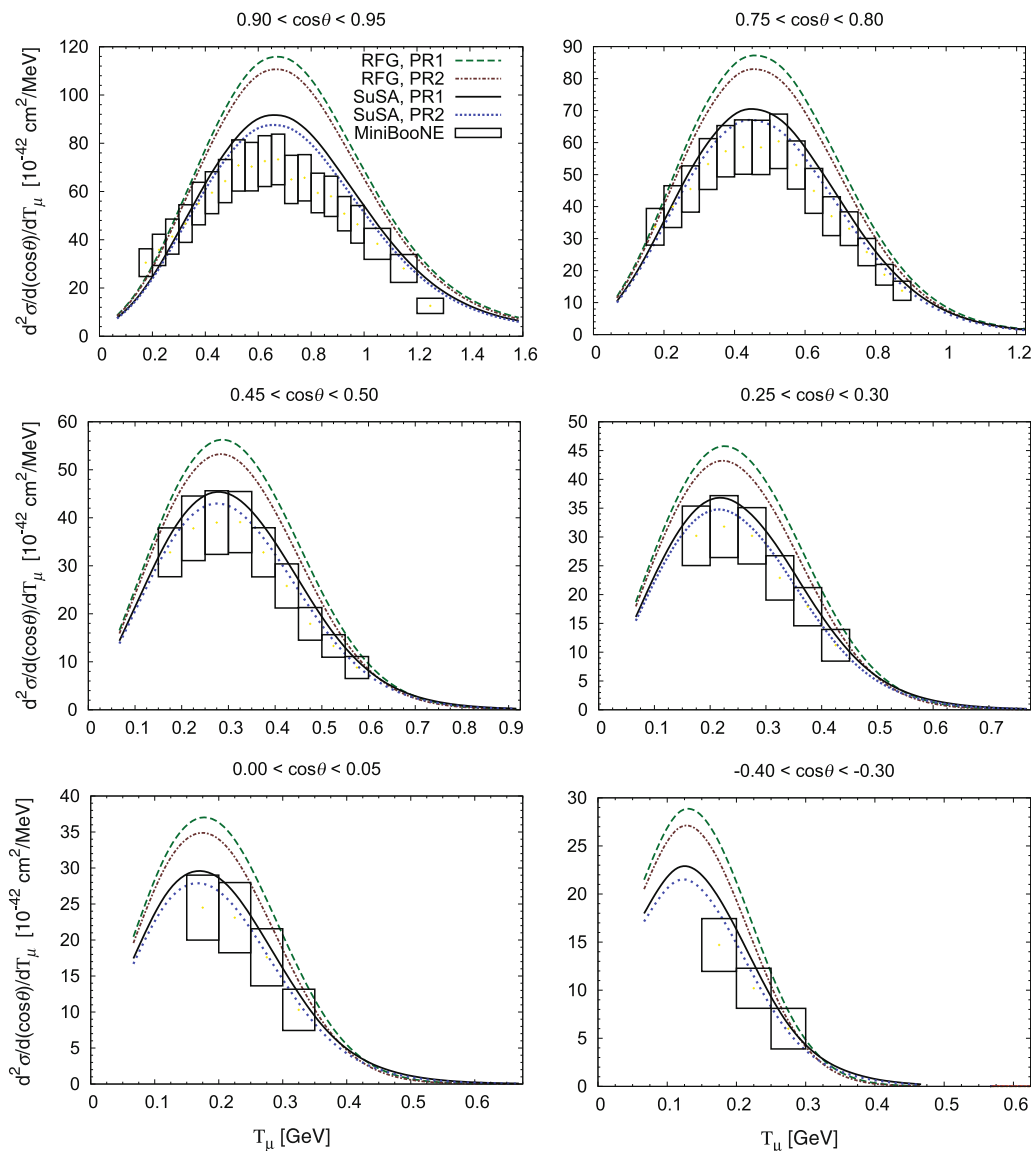 0.90 < cosθ < 0.95
d²σ/d(cosθ)/dTμ [10⁻⁴² cm²/MeV]
120
100
80
60
40
20
0
RFG, PR1
RFG, PR2
SuSA, PR1
SuSA, PR2
MiniBooNE
0 0.2 0.4 0.6 0.8 1 1.2 1.4 1.6
0.75 < cosθ < 0.80
90
80
70
60
50
40
30
20
10
0
0 0.2 0.4 0.6 0.8 1 1.2
0.45 < cosθ < 0.50
d²σ/d(cosθ)/dTμ [10⁻⁴² cm²/MeV]
60
50
40
30
20
10
0
0 0.1 0.2 0.3 0.4 0.5 0.6 0.7 0.8 0.9
0.25 < cosθ < 0.30
50
45
40
35
30
25
20
15
10
5
0
0 0.1 0.2 0.3 0.4 0.5 0.6 0.7
0.00 < cosθ < 0.05
d²σ/d(cosθ)/dTμ [10⁻⁴² cm²/MeV]
40
35
30
25
20
15
10
5
0
0 0.1 0.2 0.3 0.4 0.5 0.6
Tμ [GeV]
-0.40 < cosθ < -0.30
30
25
20
15
10
5
0
0 0.1 0.2 0.3 0.4 0.5 0.6
Tμ [GeV]